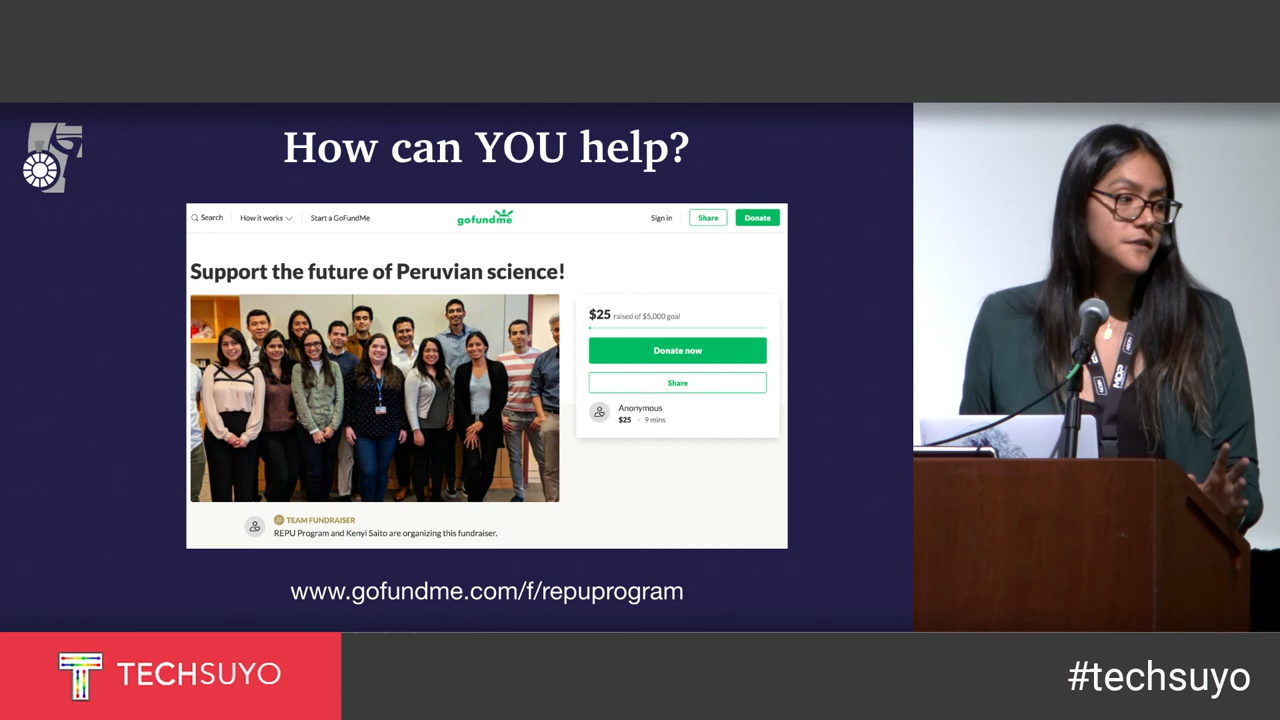 How can YOU help?
Search
How it works
Start a GoFundMe
gofundme
Sign in
Share
Donate
Support the future of Peruvian science!
$25 raised of $5,000 goal
Donate now
Share
Anonymous
$25 • 9 mins
TEAM FUNDRAISER
REPU Program and Kenyi Saito are organizing this fundraiser.
www.gofundme.com/f/repuprogram
MOP
TECHSUYO
#techsuyo